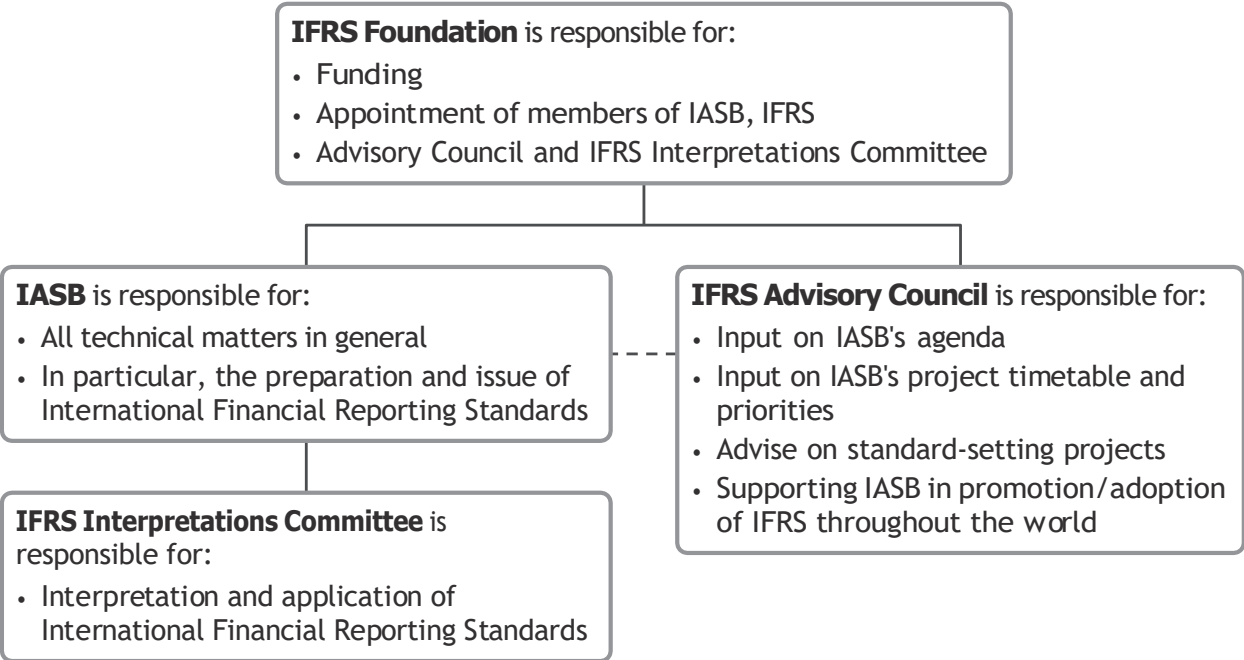 IFRS Foundation is responsible for:
• Funding
• Appointment of members of IASB, IFRS
• Advisory Council and IFRS Interpretations Committee
IASB is responsible for:
• All technical matters in general
• In particular, the preparation and issue of
International Financial Reporting Standards
IFRS Advisory Council is responsible for:
• Input on IASB's agenda
• Input on IASB's project timetable and
priorities
• Advise on standard-setting projects
• Supporting IASB in promotion/adoption
of IFRS throughout the world
IFRS Interpretations Committee is
responsible for:
• Interpretation and application of
International Financial Reporting Standards